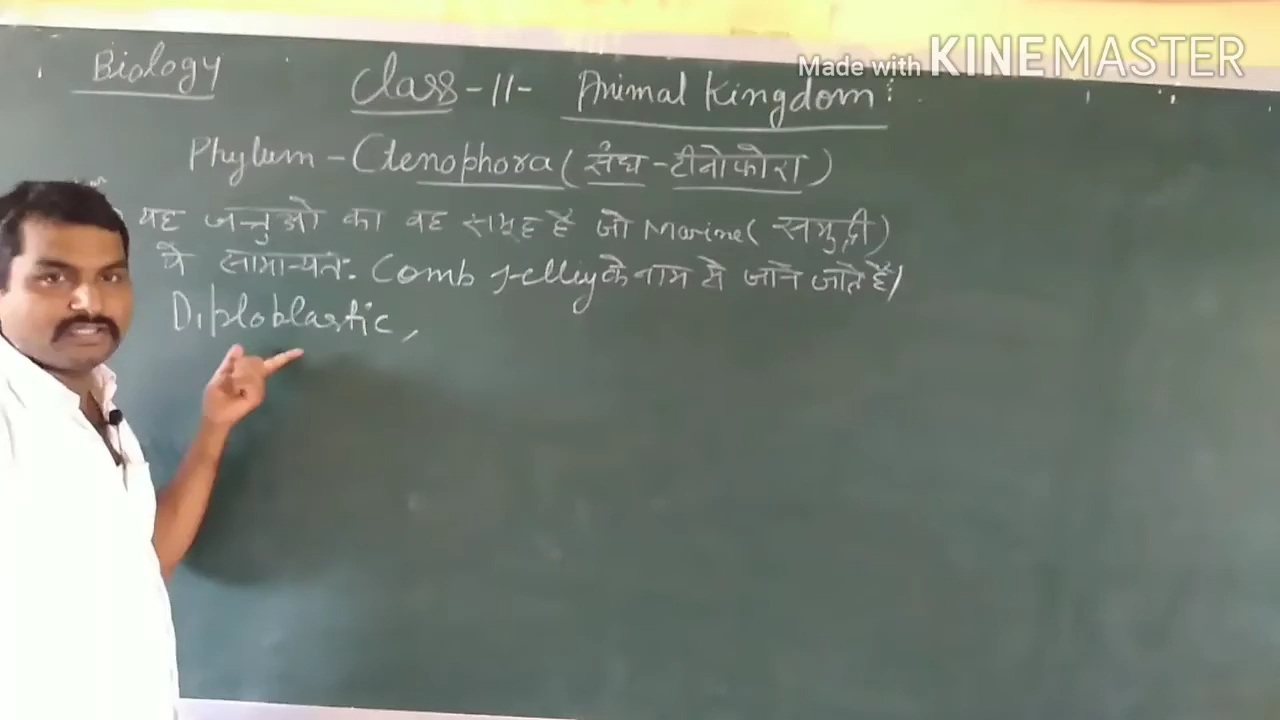 Made with KINEMASTER
Biology Class-11- Animal Kingdom:
Phylum - Ctenophora (संघ - टीनोफोरा)
यह जन्तुओ का वह समूह है जो Marine (समुद्री)
ये सामान्यतः Comb Jelliy के नाम से जाने जाते है।
Diploblastic,